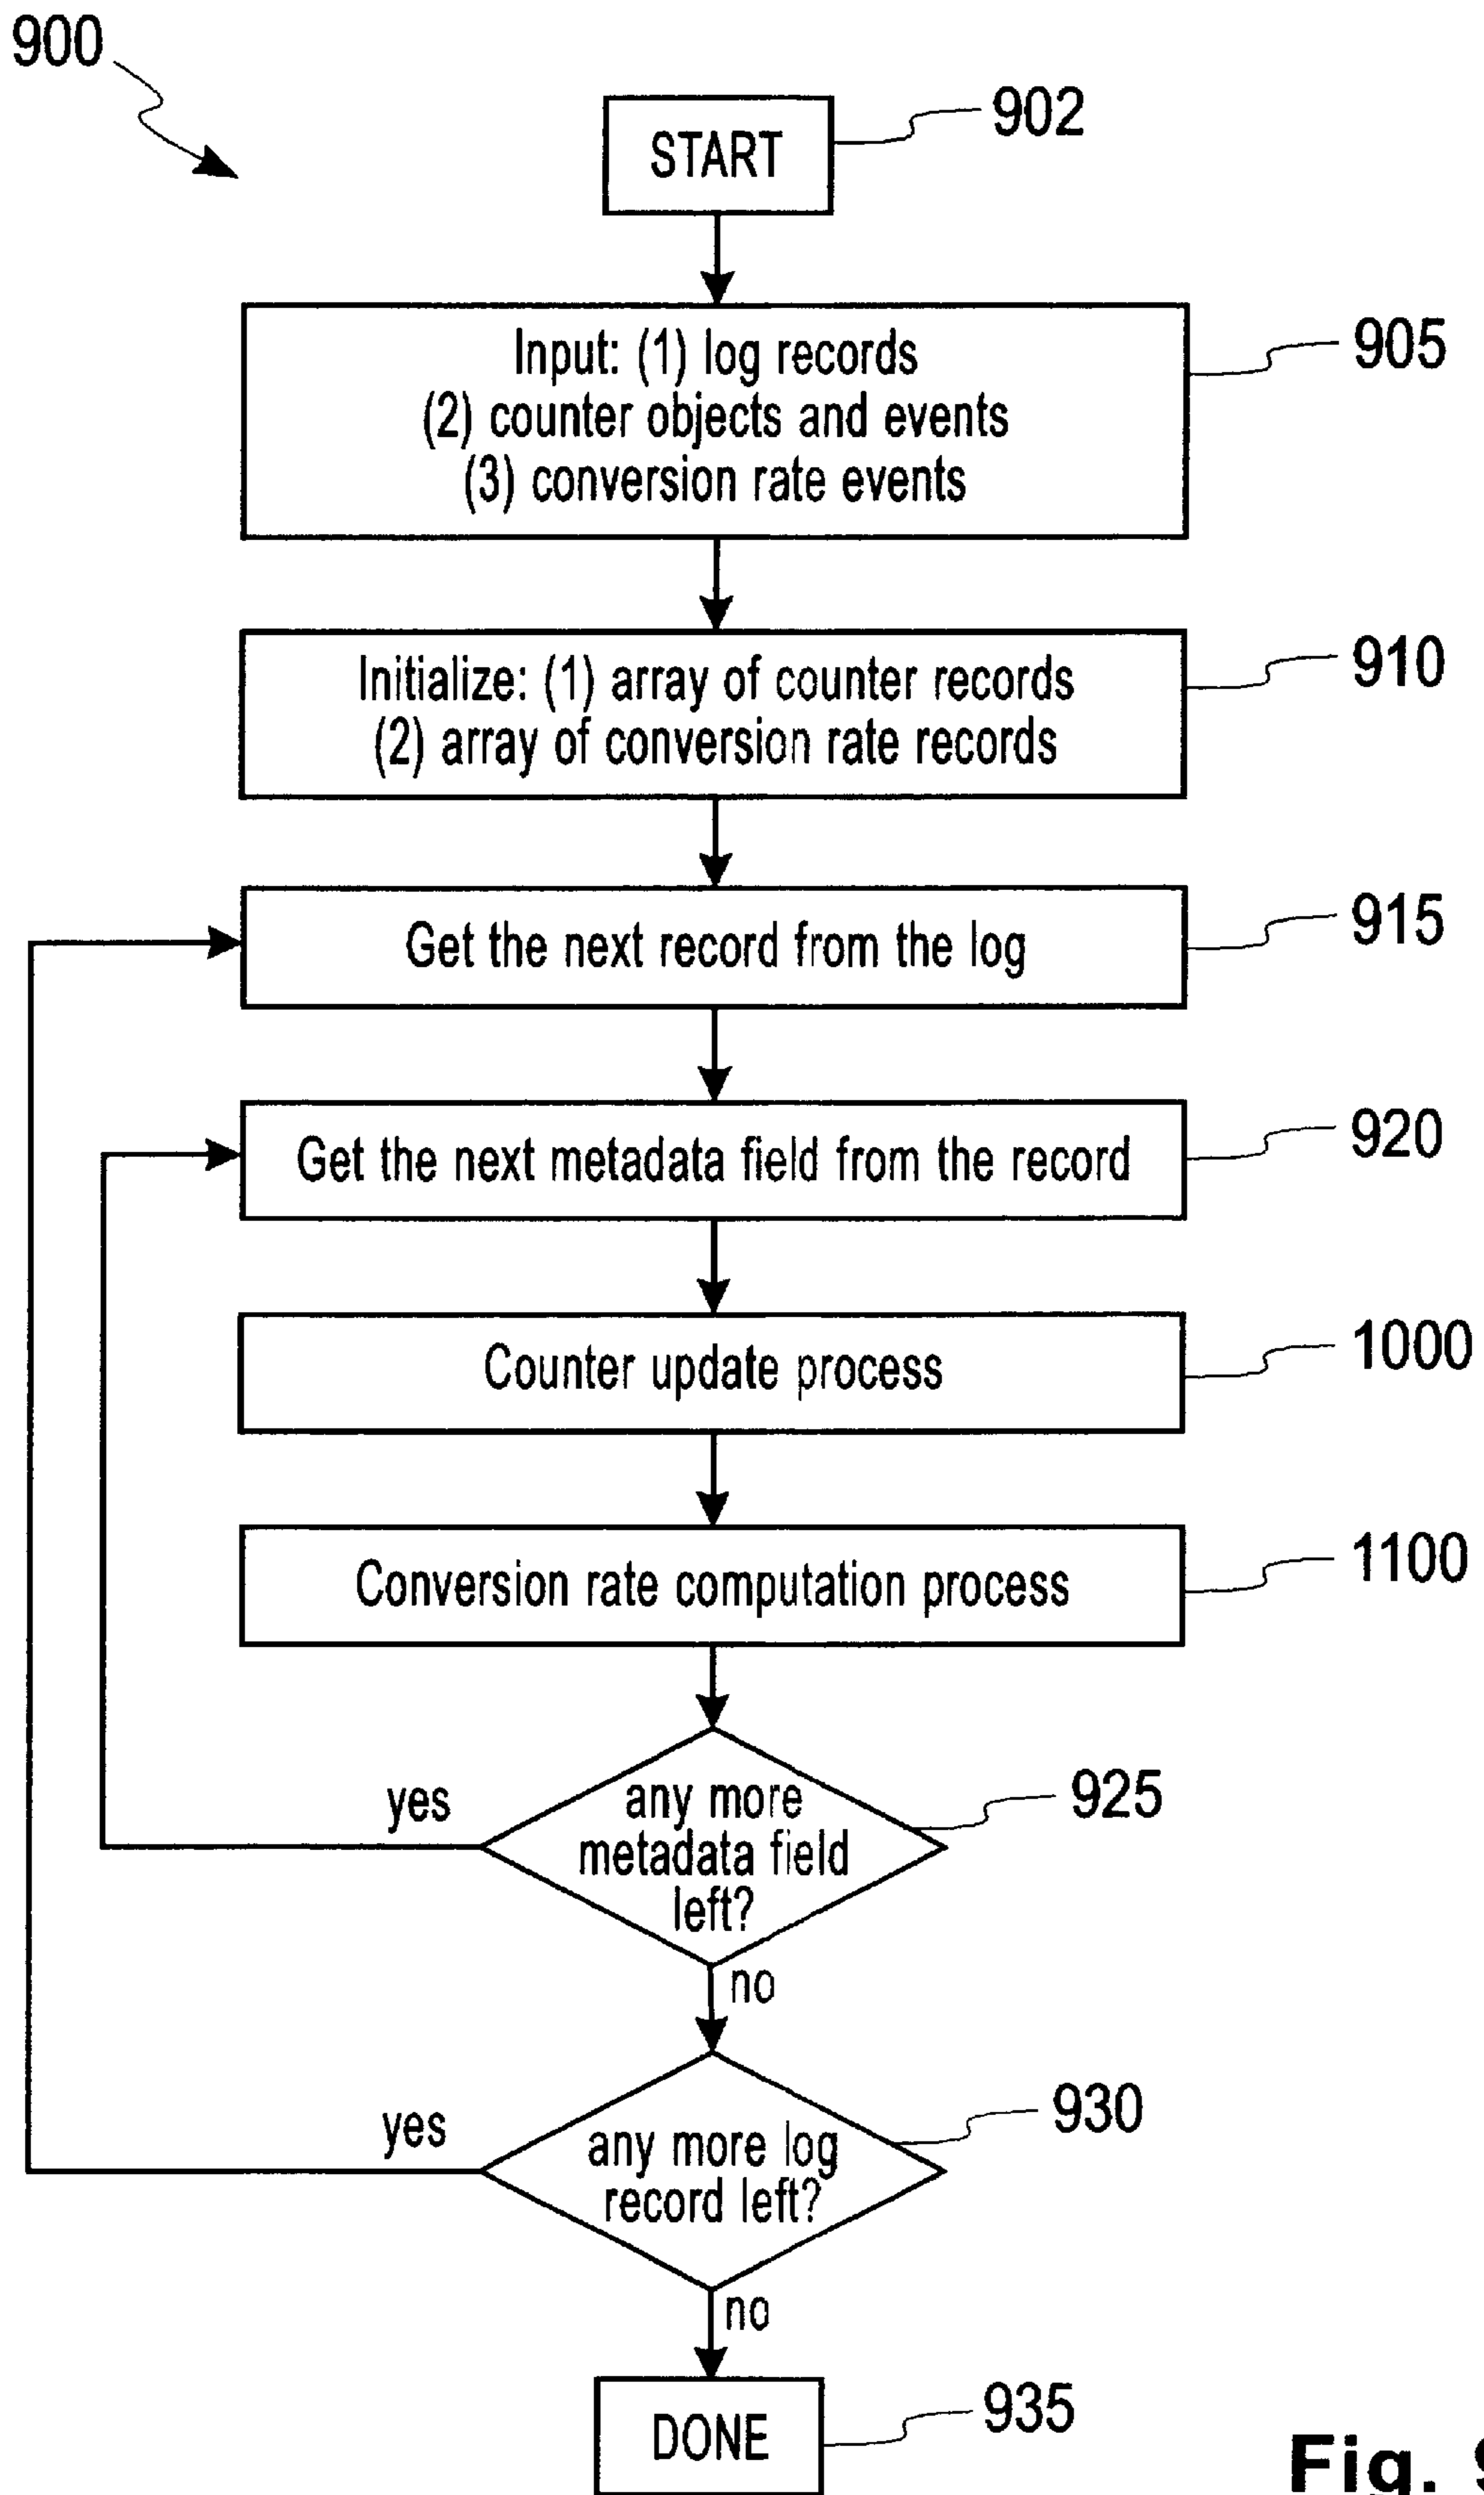 900
START
902
Input: (1) log records
(2) counter objects and events
(3) conversion rate events
905
Initialize: (1) array of counter records
(2) array of conversion rate records
910
Get the next record from the log
915
Get the next metadata field from the record
920
Counter update process
1000
Conversion rate computation process
1100
any more
metadata field
left?
925
yes
no
any more log
record left?
930
yes
no
DONE
935
Fig.